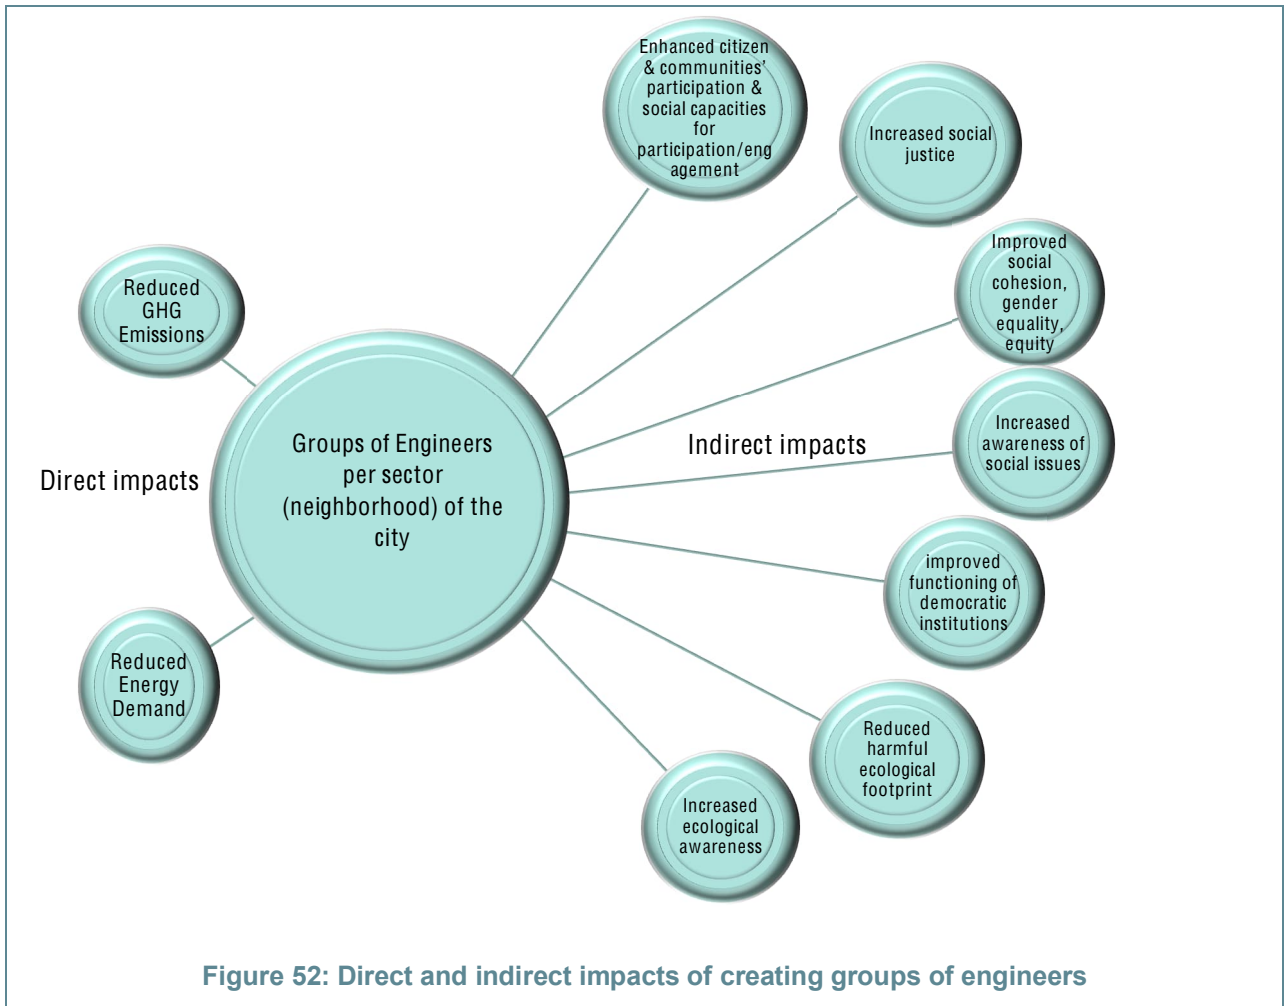 Enhanced citizen
& communities'
participation &
social capacities
for
participation/eng
agement
Increased social
justice
Improved
social
cohesion,
gender
equality,
equity
Reduced
GHG
Emissions
Groups of Engineers
per sector
(neighborhood) of the
city
Direct impacts
Indirect impacts
Increased
awareness of
social issues
improved
functioning of
democratic
institutions
Reduced
Energy
Demand
Reduced
harmful
ecological
footprint
Increased
ecological
awareness
Figure 52: Direct and indirect impacts of creating groups of engineers